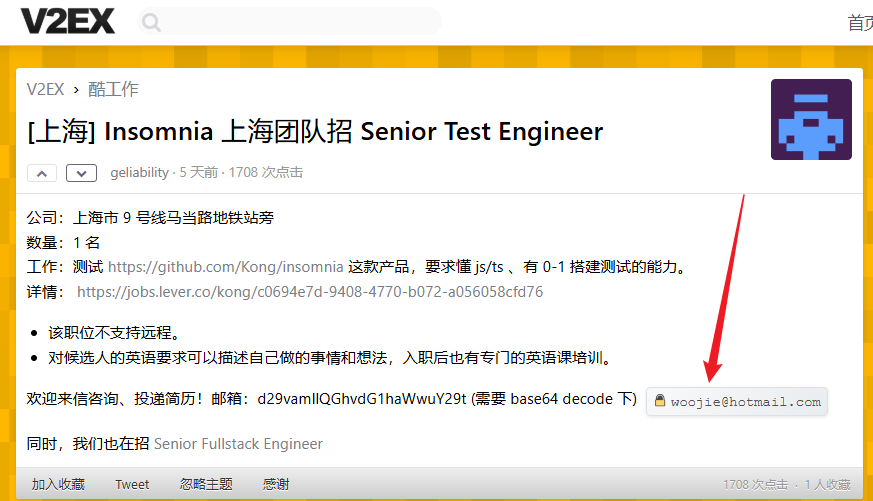 V2EX
首页
V2EX › 酷工作
[上海] Insomnia 上海团队招 Senior Test Engineer
geliability · 5 天前 · 1708 次点击
公司：上海市 9 号线马当路地铁站旁
数量：1 名
工作：测试 https://github.com/Kong/insomnia 这款产品，要求懂 js/ts 、有 0-1 搭建测试的能力。
详情： https://jobs.lever.co/kong/c0694e7d-9408-4770-b072-a056058cfd76
• 该职位不支持远程。
• 对候选人的英语要求可以描述自己做的事情和想法，入职后也有专门的英语课培训。
欢迎来信咨询、投递简历！邮箱：d29vamllQGhvdG1haWwuY29t (需要 base64 decode 下) woojie@hotmail.com
同时，我们也在招 Senior Fullstack Engineer
加入收藏 Tweet 忽略主题 感谢 1708 次点击 · 1 人收藏